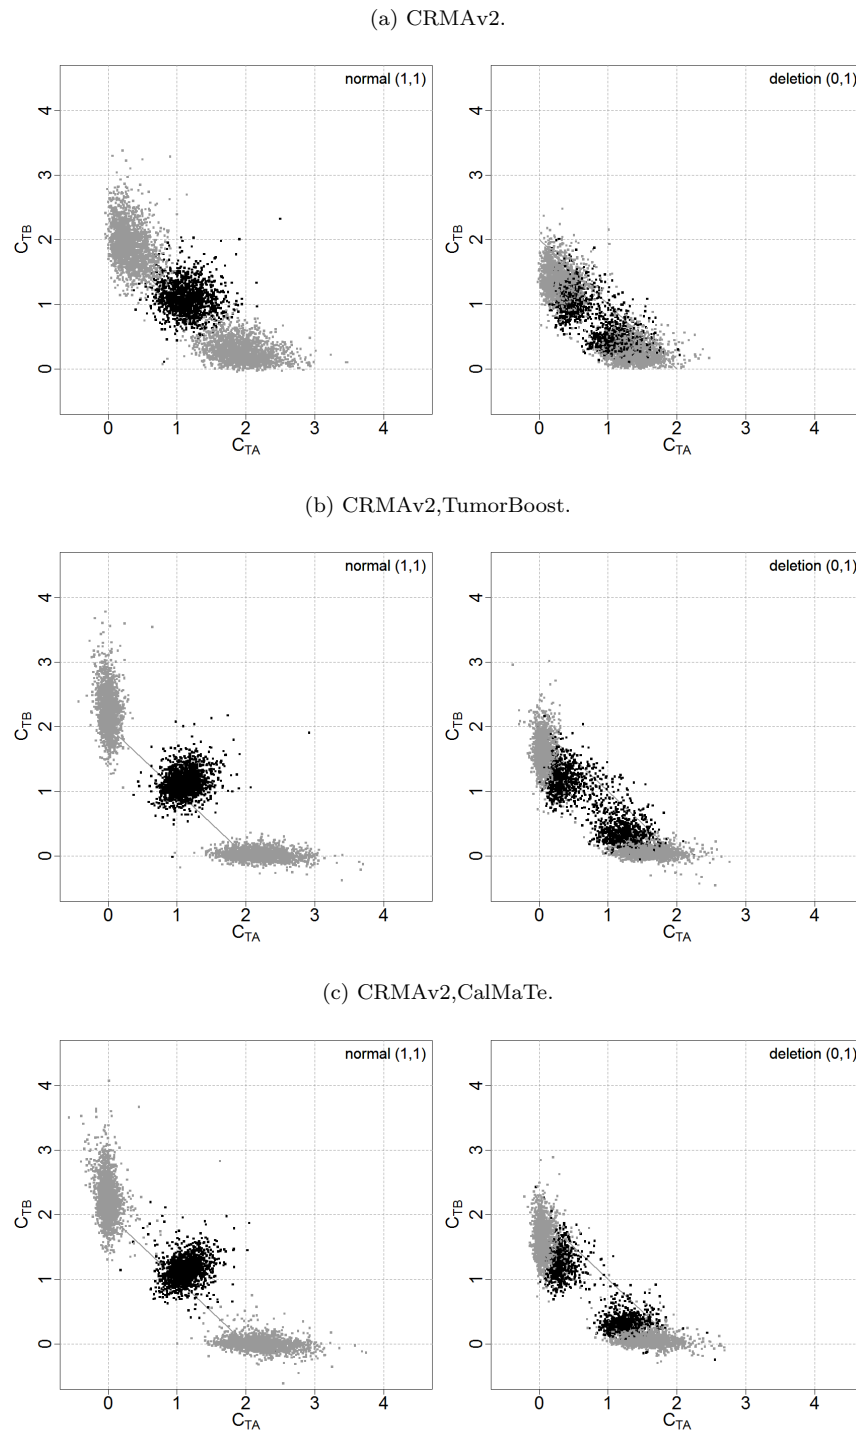 (a) CRMAv2.
normal (1,1)
deletion (0,1)
4
3
2
1
0
C_TB
0 1 2 3 4
C_TA
4
3
2
1
0
C_TB
0 1 2 3 4
C_TA
(b) CRMAv2,TumorBoost.
normal (1,1)
deletion (0,1)
4
3
2
1
0
C_TB
0 1 2 3 4
C_TA
4
3
2
1
0
C_TB
0 1 2 3 4
C_TA
(c) CRMAv2,CalMaTe.
normal (1,1)
deletion (0,1)
4
3
2
1
0
C_TB
0 1 2 3 4
C_TA
4
3
2
1
0
C_TB
0 1 2 3 4
C_TA